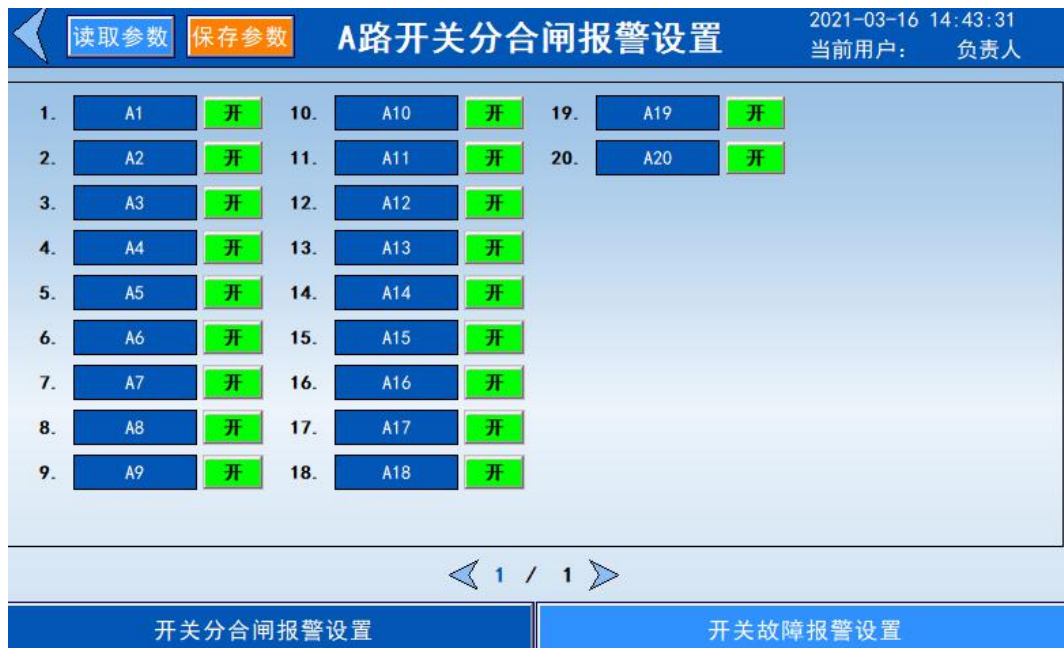 读取参数 保存参数 A路开关分合闸报警设置 2021-03-16 14:43:31
当前用户： 负责人
1. A1 开 10. A10 开 19. A19 开
2. A2 开 11. A11 开 20. A20 开
3. A3 开 12. A12 开
4. A4 开 13. A13 开
5. A5 开 14. A14 开
6. A6 开 15. A15 开
7. A7 开 16. A16 开
8. A8 开 17. A17 开
9. A9 开 18. A18 开
1 / 1
开关分合闸报警设置 开关故障报警设置